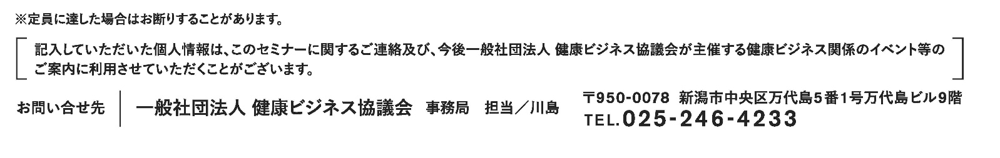 ※定員に達した場合はお断りすることがあります。
記入していただいた個人情報は、このセミナーに関するご連絡及び、今後一般社団法人 健康ビジネス協議会が主催する健康ビジネス関係のイベント等の
ご案内に利用させていただくことがございます。
お問い合せ先 一般社団法人 健康ビジネス協議会 事務局 担当／川島
〒950-0078 新潟市中央区万代島5番1号万代島ビル9階
TEL.025-246-4233